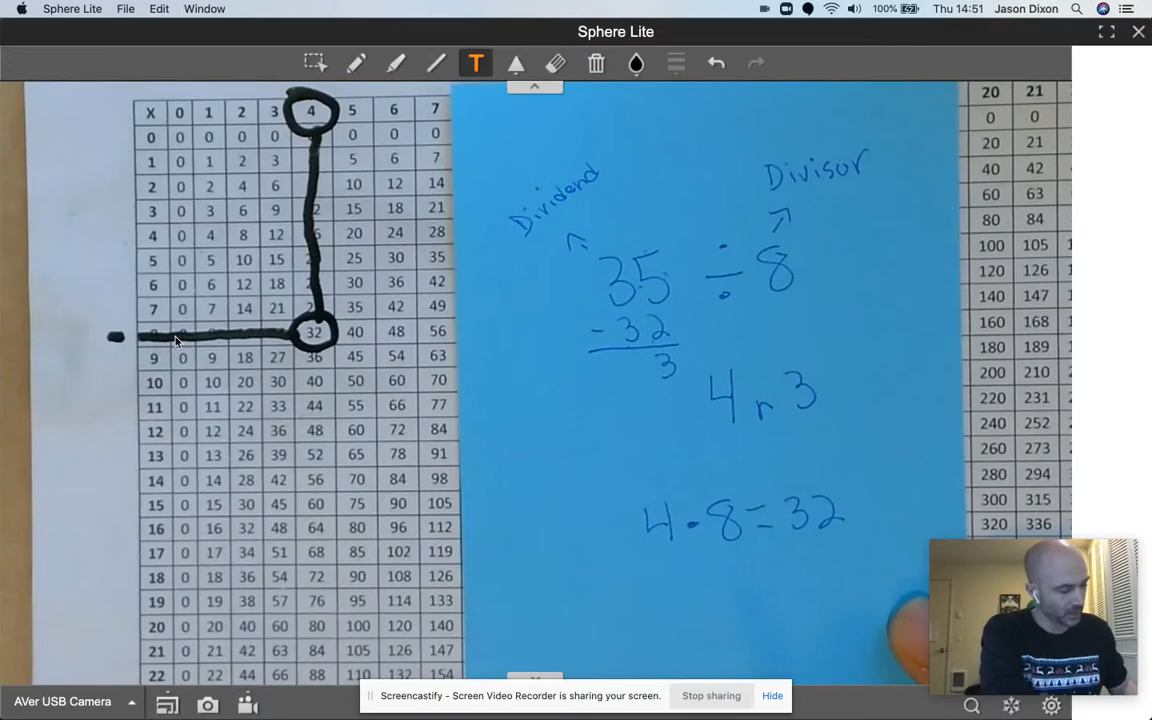 Sphere Lite File Edit Window 100% Thu 14:51 Jason Dixon
Sphere Lite
T
X 0 1 2 3 4 5 6 7
0 0 0 0 0 0 0 0
1 0 1 2 3 5 6 7
2 0 2 4 6 10 12 14
3 0 3 6 9 15 18 21
4 0 4 8 12 20 24 28
5 0 5 10 15 25 30 35
6 0 6 12 18 30 36 42
7 0 7 14 21 35 42 49
32 40 48 56
9 0 9 18 27 36 45 54 63
10 0 10 20 30 40 50 60 70
11 0 11 22 33 44 55 66 77
12 0 12 24 36 48 60 72 84
13 0 13 26 39 52 65 78 91
14 0 14 28 42 56 70 84 98
15 0 15 30 45 60 75 90 105
16 0 16 32 48 64 80 96 112
17 0 17 34 51 68 85 102 119
18 0 18 36 54 72 90 108 126
19 0 19 38 57 76 95 114 133
20 0 20 40 60 80 100 120 140
21 0 21 42 63 84 105 126 147
22 0 22 44 66 88 110 132 154
Dividend
Divisor
35 ÷ 8
- 32
3
4 r 3
4 · 8 = 32
20 21
0 0
20 21
40 42
60 63
80 84
100 105
120 126
140 147
160 168
180 189
200 210
220 231
240 252
260 273
280 294
300 315
320 336
Screencastify - Screen Video Recorder is sharing your screen. Stop sharing Hide
AVer USB Camera